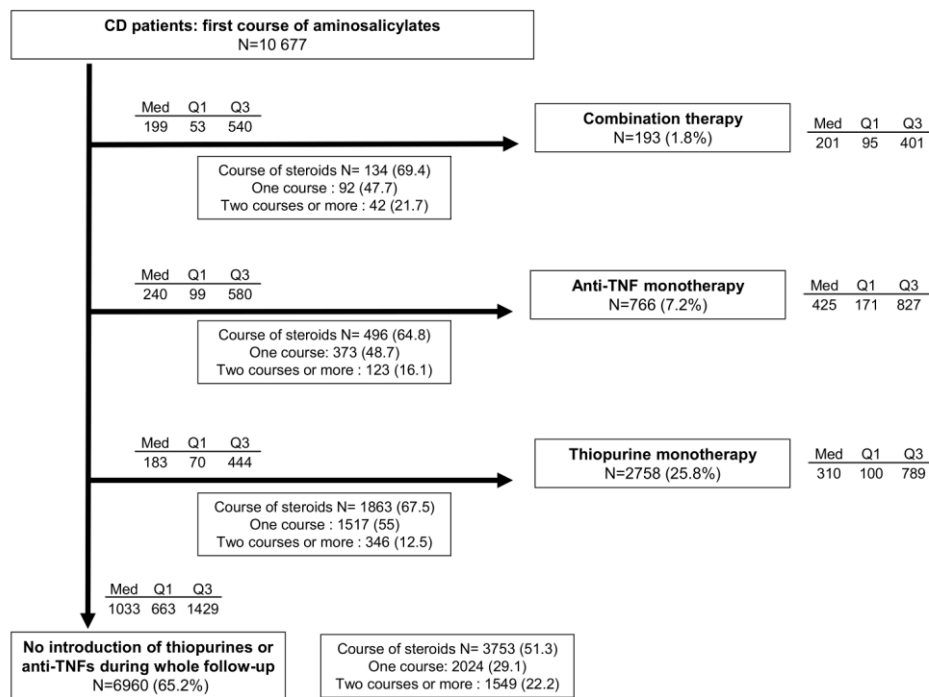 CD patients: first course of aminosalicylates
N=10 677
Med Q1 Q3
199 53 540
Combination therapy
N=193 (1.8%)
Med Q1 Q3
201 95 401
Course of steroids N= 134 (69.4)
One course : 92 (47.7)
Two courses or more : 42 (21.7)
Med Q1 Q3
240 99 580
Anti-TNF monotherapy
N=766 (7.2%)
Med Q1 Q3
425 171 827
Course of steroids N= 496 (64.8)
One course: 373 (48.7)
Two courses or more : 123 (16.1)
Med Q1 Q3
183 70 444
Thiopurine monotherapy
N=2758 (25.8%)
Med Q1 Q3
310 100 789
Course of steroids N= 1863 (67.5)
One course : 1517 (55)
Two courses or more : 346 (12.5)
Med Q1 Q3
1033 663 1429
No introduction of thiopurines or
anti-TNFs during whole follow-up
N=6960 (65.2%)
Course of steroids N= 3753 (51.3)
One course: 2024 (29.1)
Two courses or more : 1549 (22.2)